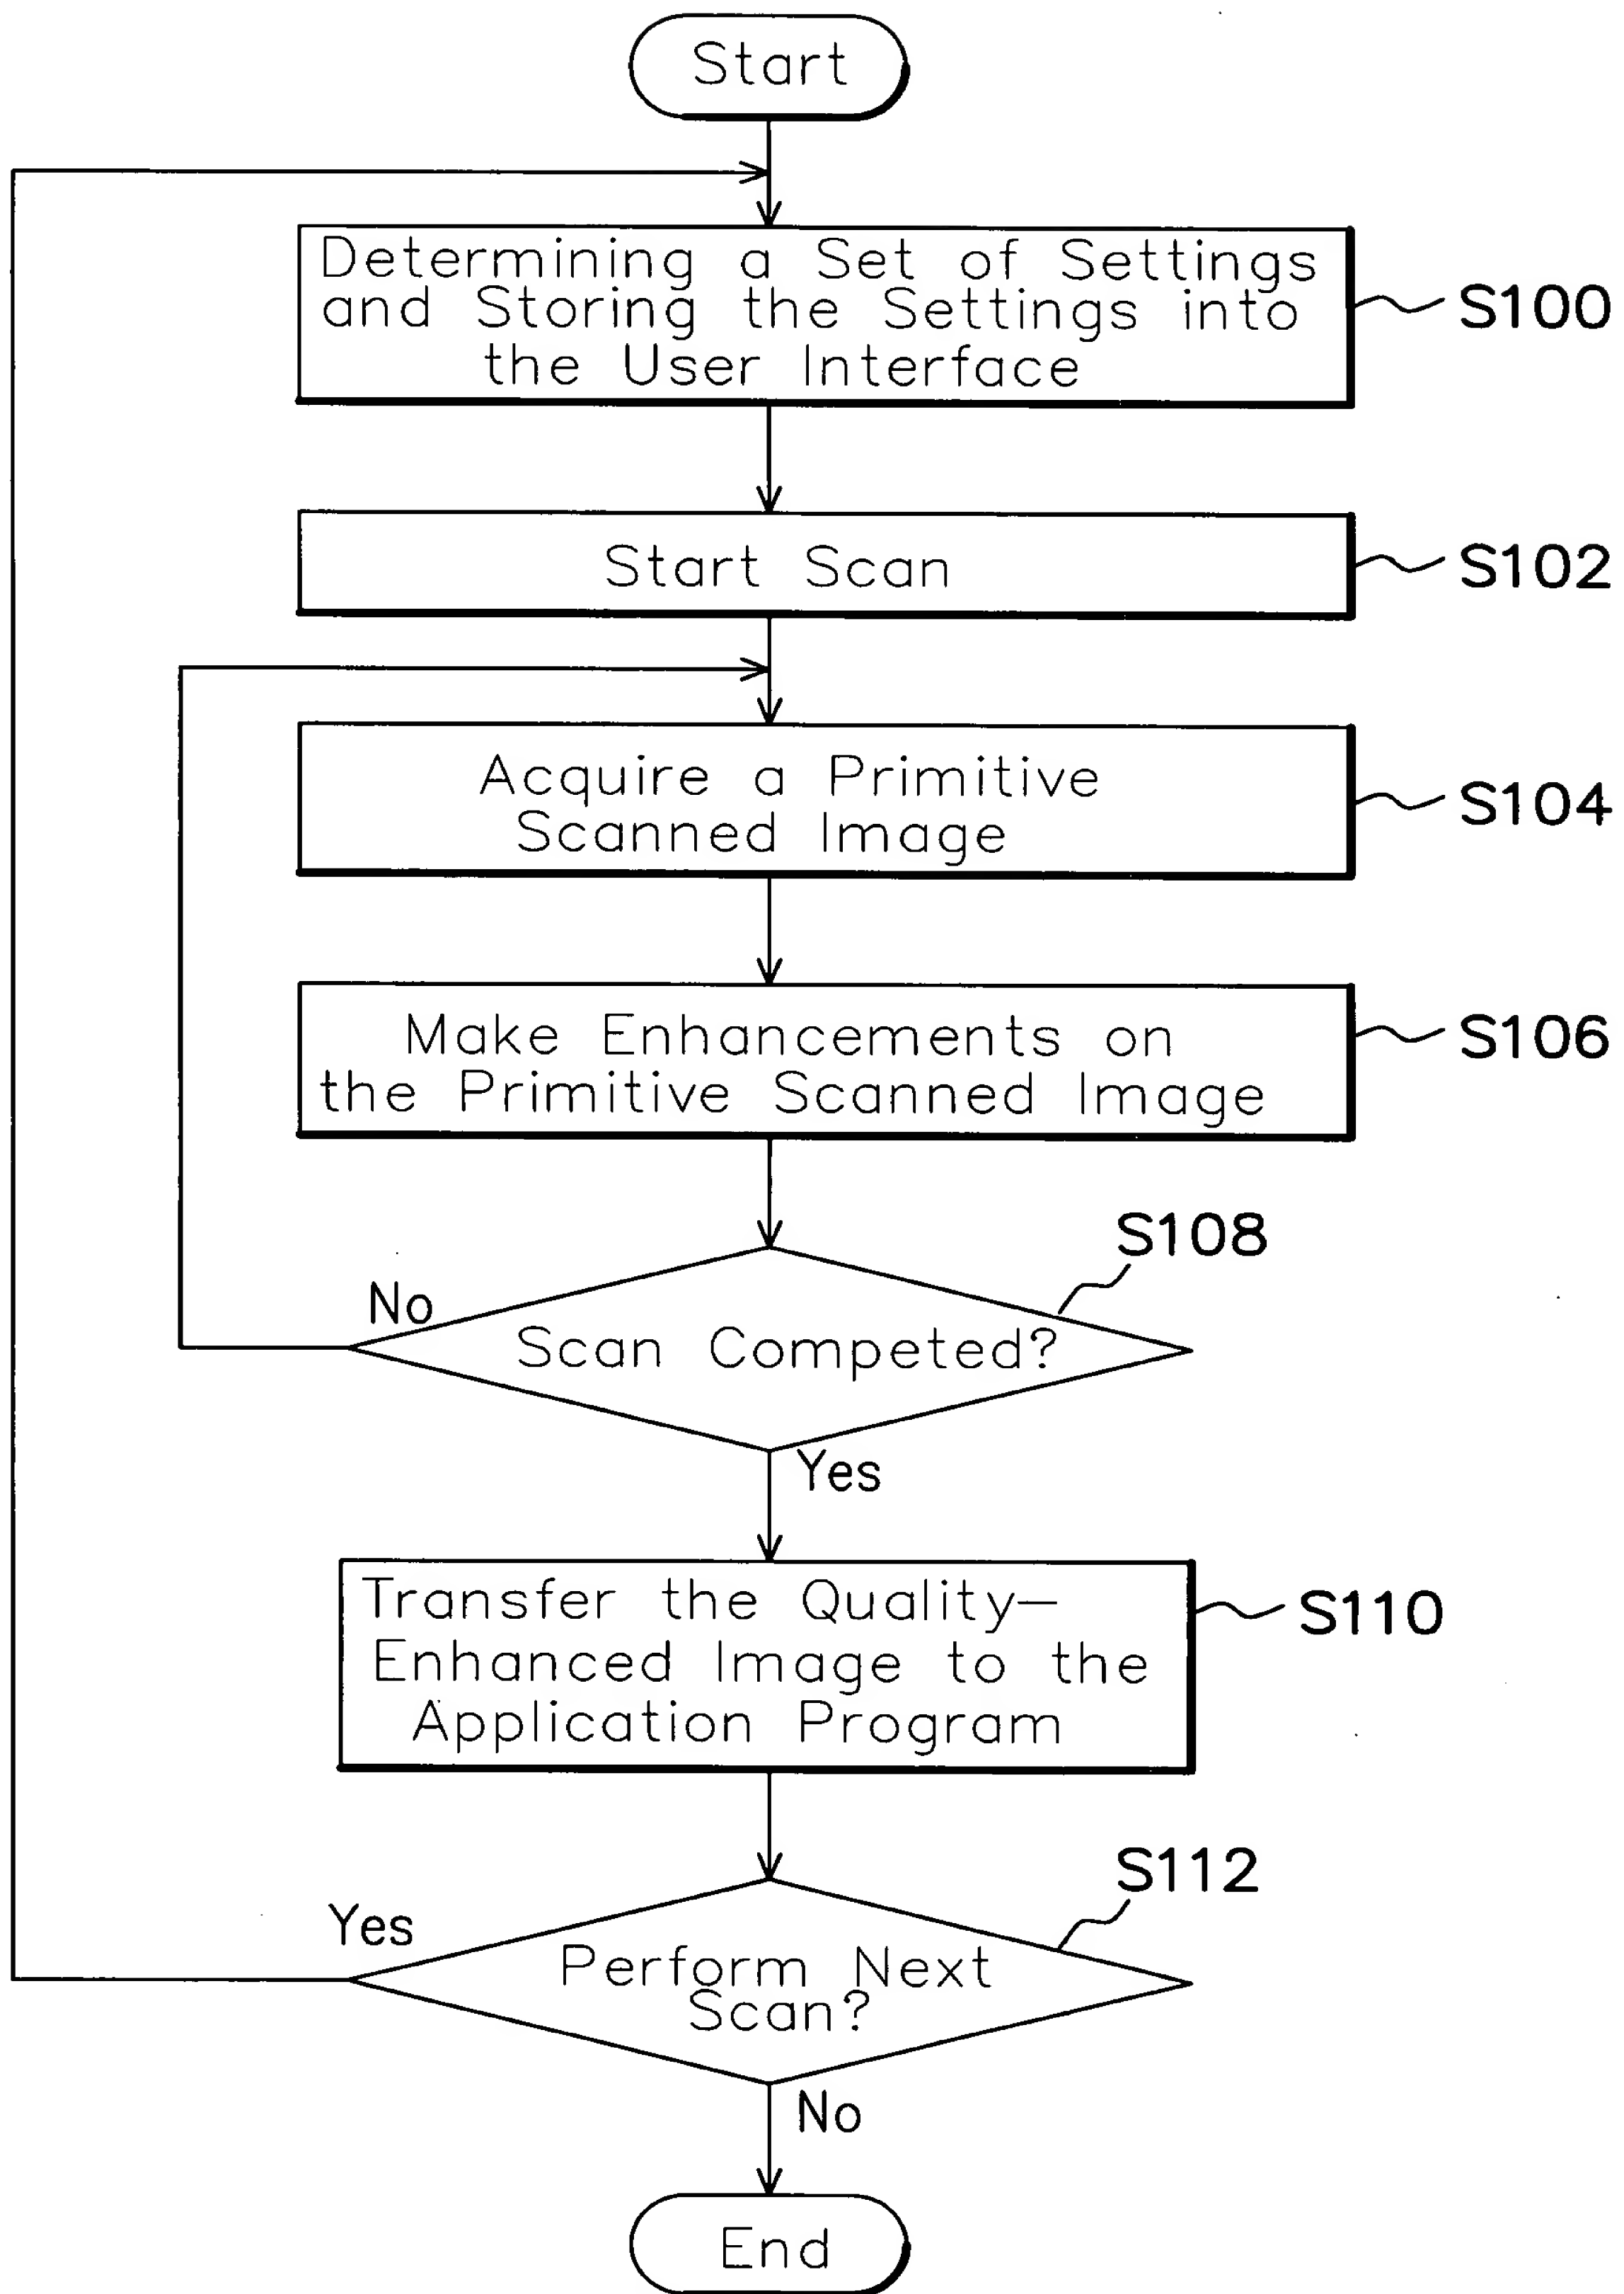 Start
Determining a Set of Settings
and Storing the Settings into
the User Interface
S100
Start Scan
S102
Acquire a Primitive
Scanned Image
S104
Make Enhancements on
the Primitive Scanned Image
S106
S108
No
Scan Competed?
Yes
Transfer the Quality-
Enhanced Image to the
Application Program
S110
S112
Yes
Perform Next
Scan?
No
End